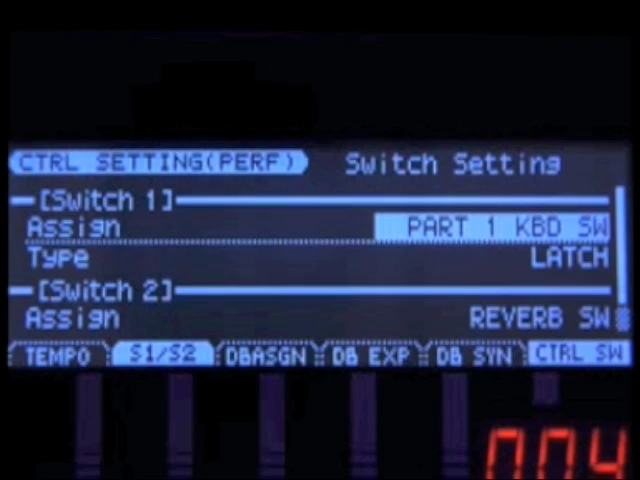 CTRL SETTING(PERF) Switch Setting
[Switch 1]
Assign PART 1 KBD SW
Type LATCH
[Switch 2]
Assign REVERB SW
TEMPO S1/S2 DBASGN DB EXP DB SYN CTRL SW
004